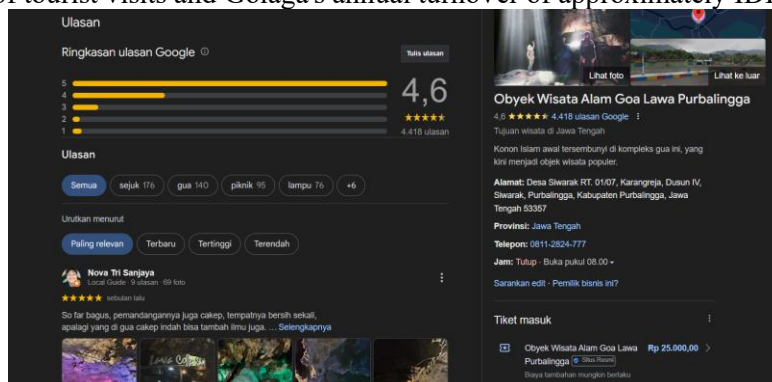 of tourist visits and Golaga's annual turnover of approximately IDR
Ulasan
Ringkasan ulasan Google
Tulis ulasan
5
4
3
2
1
4,6
4.418 ulasan
Ulasan
Semua
sejuk 176
gua 140
piknik 95
lampu 76
+6
Urutkan menurut
Paling relevan
Terbaru
Tertinggi
Terendah
Nova Tri Sanjaya
Local Guide · 9 ulasan · 69 foto
sebulan lalu
So far bagus, pemandangannya juga cakep, tempatnya bersih sekali,
apalagi yang di gua cakep indah bisa tambah ilmu juga. ... Selengkapnya
Lihat foto
Lihat ke luar
Obyek Wisata Alam Goa Lawa Purbalingga
4,6 4.418 ulasan Google
Tujuan wisata di Jawa Tengah
Konon Islam awal tersembunyi di kompleks gua ini, yang
kini menjadi objek wisata populer.
Alamat: Desa Siwarak RT. 01/07, Karangreja, Dusun IV,
Siwarak, Purbalingga, Kabupaten Purbalingga, Jawa
Tengah 53357
Provinsi: Jawa Tengah
Telepon: 0811-2824-777
Jam: Tutup · Buka pukul 08.00
Sarankan edit · Pemilik bisnis ini?
Tiket masuk
Obyek Wisata Alam Goa Lawa
Purbalingga Situs Resmi
Rp 25.000,00
Biaya tambahan mungkin berlaku